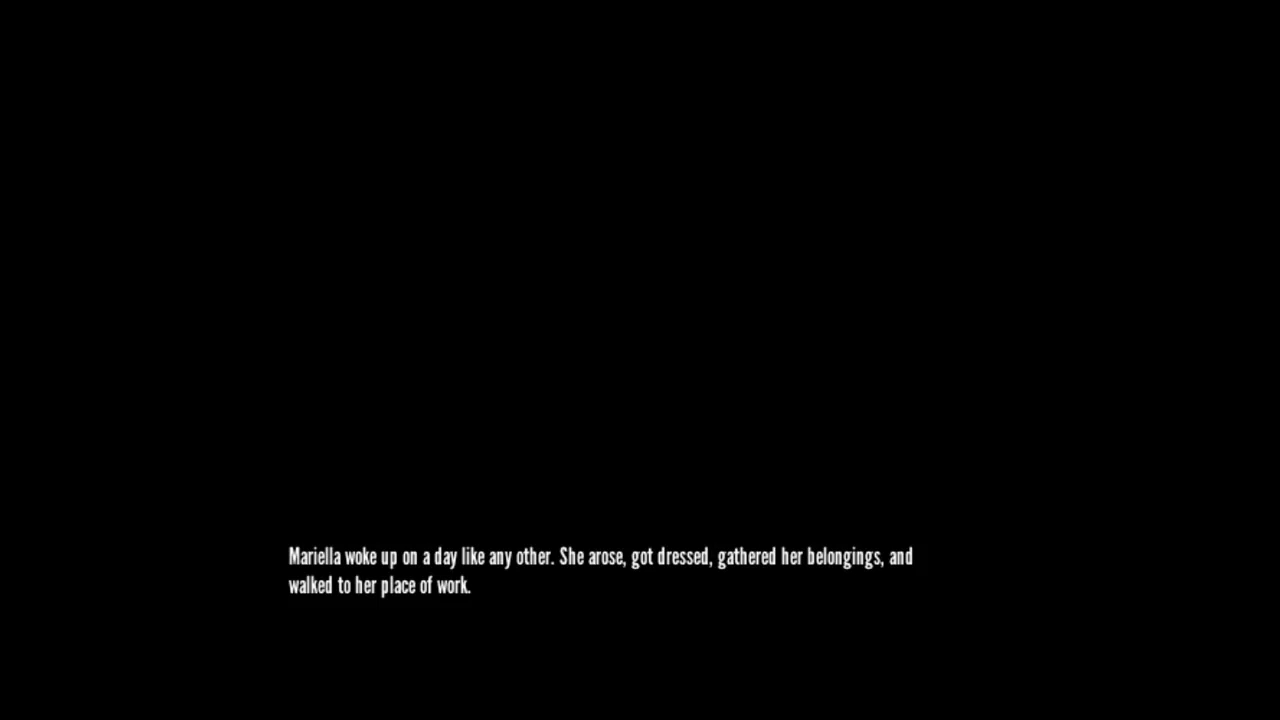 Mariella woke up on a day like any other. She arose, got dressed, gathered her belongings, and
walked to her place of work.